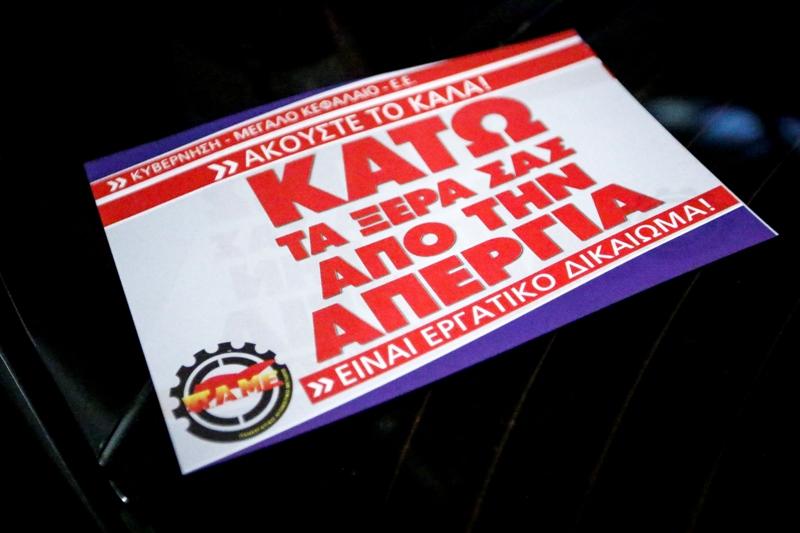 >> ΚΥΒΕΡΝΗΣΗ - ΜΕΓΑΛΟ ΚΕΦΑΛΑΙΟ - Ε.Ε.
>> ΑΚΟΥΣΤΕ ΤΟ ΚΑΛΑ!
ΚΑΤΩ
ΤΑ ΞΕΡΑ ΣΑΣ
ΑΠΟ ΤΗΝ
ΑΠΕΡΓΙΑ
>> ΕΙΝΑΙ ΕΡΓΑΤΙΚΟ ΔΙΚΑΙΩΜΑ!
ΠΑΜΕ